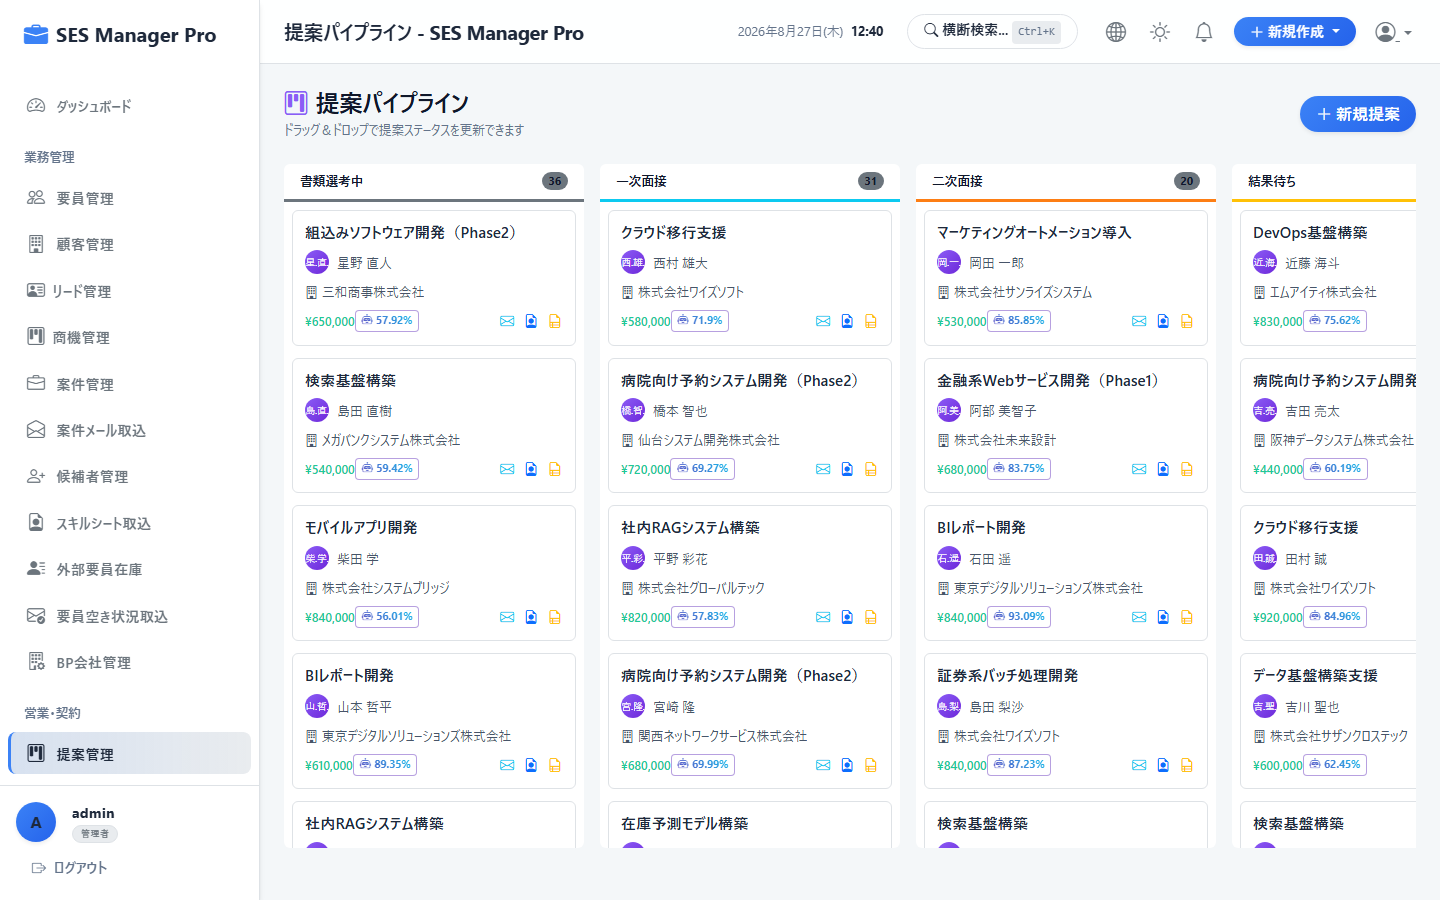 SES Manager Pro
ダッシュボード
業務管理
要員管理
顧客管理
リード管理
商機管理
案件管理
案件メール取込
候補者管理
スキルシート取込
外部要員在庫
要員空き状況取込
BP会社管理
営業・契約
提案管理
A
admin
管理者
ログアウト
提案パイプライン - SES Manager Pro
2026年8月27日(木) 12:40
横断検索... Ctrl+K
新規作成
提案パイプライン
ドラッグ＆ドロップで提案ステータスを更新できます
新規提案
書類選考中 36
組込みソフトウェア開発（Phase2）
星.直. 星野 直人
三和商事株式会社
¥650,000 57.92%
検索基盤構築
島.直. 島田 直樹
メガバンクシステム株式会社
¥540,000 59.42%
モバイルアプリ開発
柴.学. 柴田 学
株式会社システムブリッジ
¥840,000 56.01%
BIレポート開発
山.哲. 山本 哲平
東京デジタルソリューションズ株式会社
¥610,000 89.35%
社内RAGシステム構築
一次面接 31
クラウド移行支援
西.雄. 西村 雄大
株式会社ワイズソフト
¥580,000 71.9%
病院向け予約システム開発（Phase2）
橋.智. 橋本 智也
仙台システム開発株式会社
¥720,000 69.27%
社内RAGシステム構築
平.彩. 平野 彩花
株式会社グローバルテック
¥820,000 57.83%
病院向け予約システム開発（Phase2）
宮.隆. 宮崎 隆
関西ネットワークサービス株式会社
¥680,000 69.99%
在庫予測モデル構築
二次面接 20
マーケティングオートメーション導入
岡.一. 岡田 一郎
株式会社サンライズシステム
¥530,000 85.85%
金融系Webサービス開発（Phase1）
阿.美. 阿部 美智子
株式会社未来設計
¥680,000 83.75%
BIレポート開発
石.遥. 石田 遥
東京デジタルソリューションズ株式会社
¥840,000 93.09%
証券系バッチ処理開発
島.梨. 島田 梨沙
株式会社ワイズソフト
¥840,000 87.23%
検索基盤構築
結果待ち
DevOps基盤構築
近.海. 近藤 海斗
エムアイティ株式会社
¥830,000 75.62%
病院向け予約システム開発
吉.亮. 吉田 亮太
阪神データシステム株式会社
¥440,000 60.19%
クラウド移行支援
田.誠. 田村 誠
株式会社ワイズソフト
¥920,000 84.96%
データ基盤構築支援
吉.聖. 吉川 聖也
株式会社サザンクロステック
¥600,000 62.45%
検索基盤構築